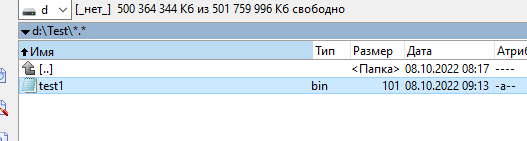 d [_нет_] 500 364 344 Кб из 501 759 996 Кб свободно
d:\Test\*.*
Имя Тип Размер Дата Атриб
[..] <Папка> 08.10.2022 08:17 ----
test1 bin 101 08.10.2022 09:13 -a--